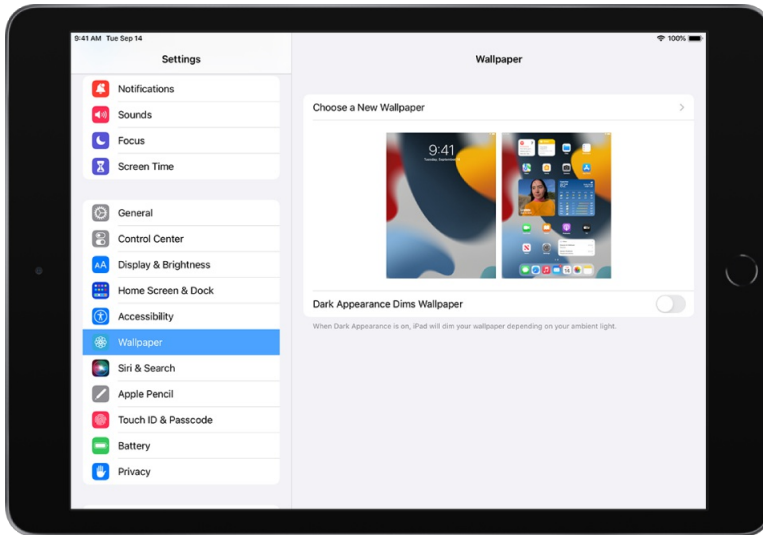 9:41 AM Tue Sep 14
100%
Settings
Notifications
Sounds
Focus
Screen Time
General
Control Center
AA Display & Brightness
Home Screen & Dock
Accessibility
Wallpaper
Siri & Search
Apple Pencil
Touch ID & Passcode
Battery
Privacy
Wallpaper
Choose a New Wallpaper
9:41
Dark Appearance Dims Wallpaper
When Dark Appearance is on, iPad will dim your wallpaper depending on your ambient light.